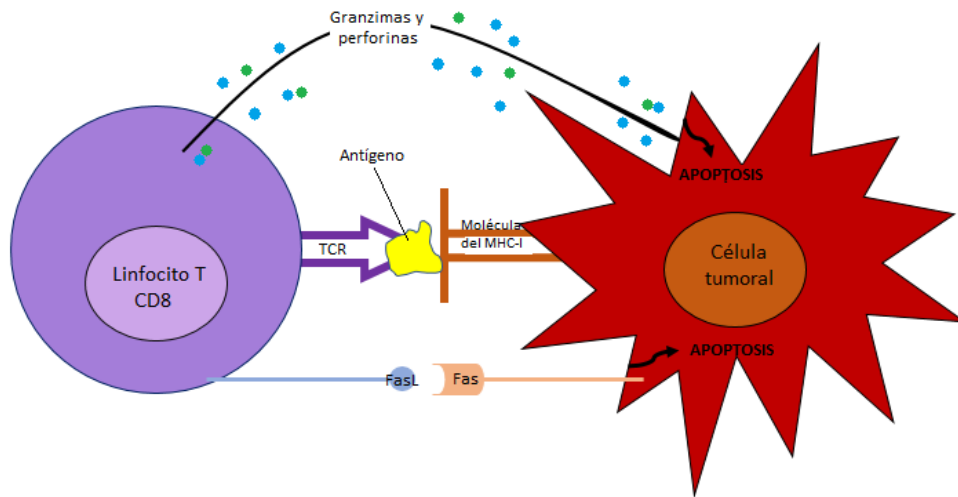 Granzimas y
perforinas
Antígeno
APOPTOSIS
TCR
Molécula
del MHC-I
Linfocito T
CD8
Célula
tumoral
APOPTOSIS
FasL
Fas